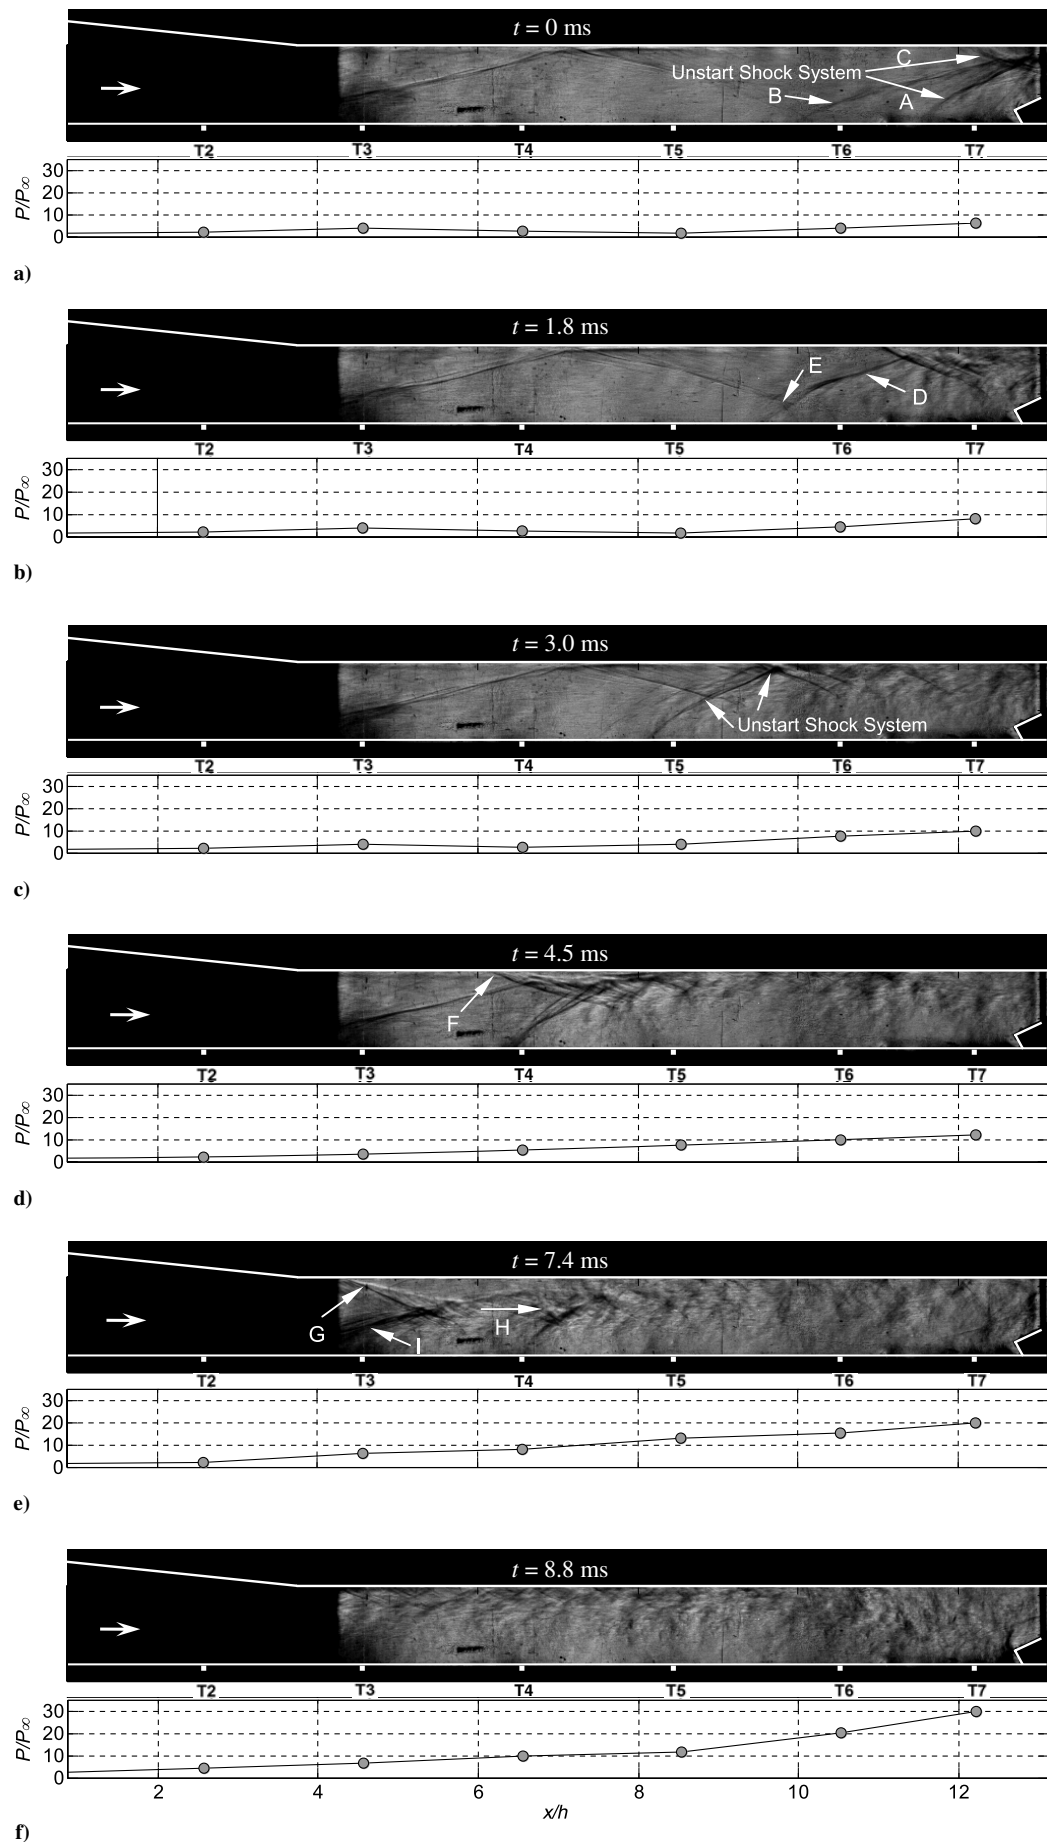 t = 0 ms
C
Unstart Shock System
B
A
T2 T3 T4 T5 T6 T7
30
20
10
0
P/P∞
a)
t = 1.8 ms
E
D
T2 T3 T4 T5 T6 T7
30
20
10
0
P/P∞
b)
t = 3.0 ms
Unstart Shock System
T2 T3 T4 T5 T6 T7
30
20
10
0
P/P∞
c)
t = 4.5 ms
F
T2 T3 T4 T5 T6 T7
30
20
10
0
P/P∞
d)
t = 7.4 ms
G
H
I
T2 T3 T4 T5 T6 T7
30
20
10
0
P/P∞
e)
t = 8.8 ms
T2 T3 T4 T5 T6 T7
30
20
10
0
P/P∞
2 4 6 8 10 12
x/h
f)